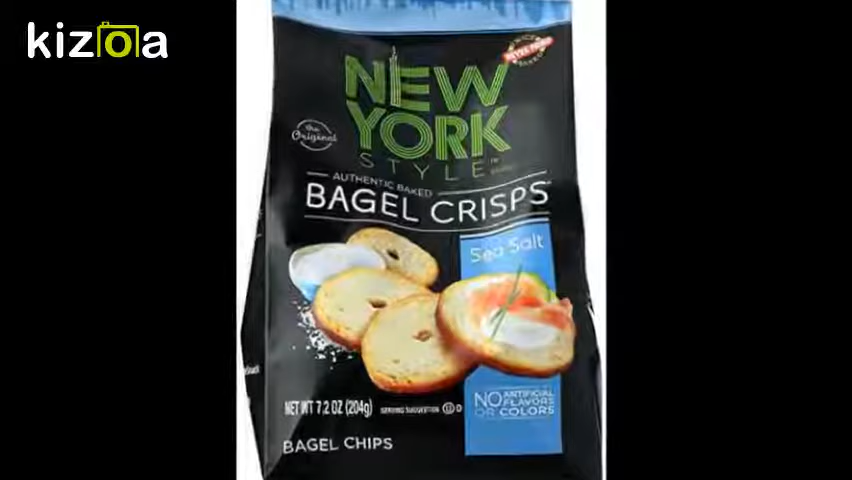 kizoa
NEW
YORK
STYLE
the
Original
AUTHENTIC BAKED
BAGEL CRISPS
Sea Salt
NO ARTIFICIAL
FLAVORS
OR COLORS
NET WT 7.2 OZ (204g)
SERVING SUGGESTION
U D
BAGEL CHIPS